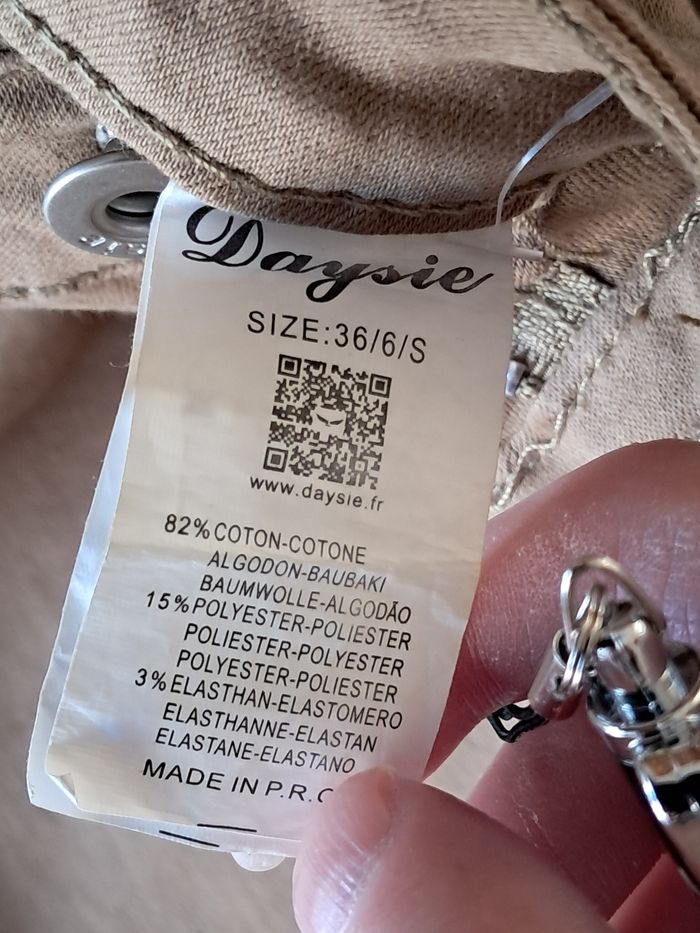 Daysie
SIZE:36/6/S
www.daysie.fr
82%COTON-COTONE
ALGODON-BAUBAKI
BAUMWOLLE-ALGODÃO
15%POLYESTER-POLIESTER
POLIESTER-POLYESTER
POLYESTER-POLIESTER
3%ELASTHAN-ELASTOMERO
ELASTHANNE-ELASTAN
ELASTANE-ELASTANO
MADE IN P.R.C